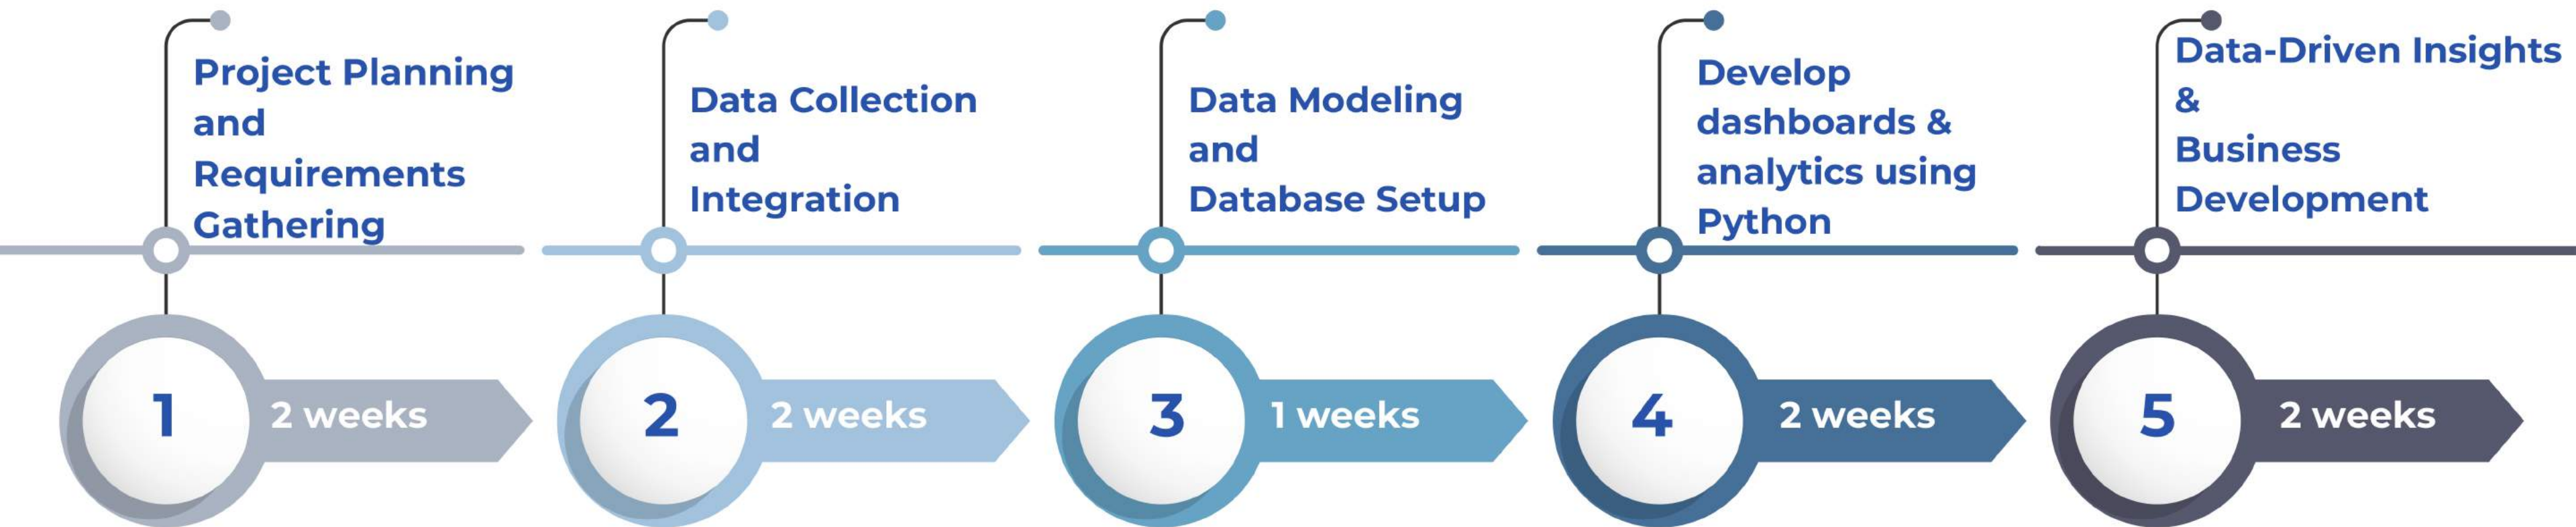 Project Planning
and
Requirements
Gathering
1
2 weeks
Data Collection
and
Integration
2
2 weeks
Data Modeling
and
Database Setup
3
1 weeks
Develop
dashboards &
analytics using
Python
4
2 weeks
Data-Driven Insights
&
Business
Development
5
2 weeks